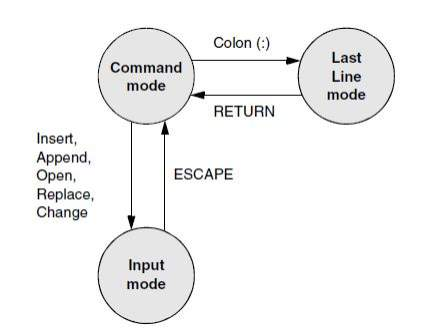 Colon (:)
Command
mode
Last
Line
mode
RETURN
Insert,
Append,
Open,
Replace,
Change
ESCAPE
Input
mode